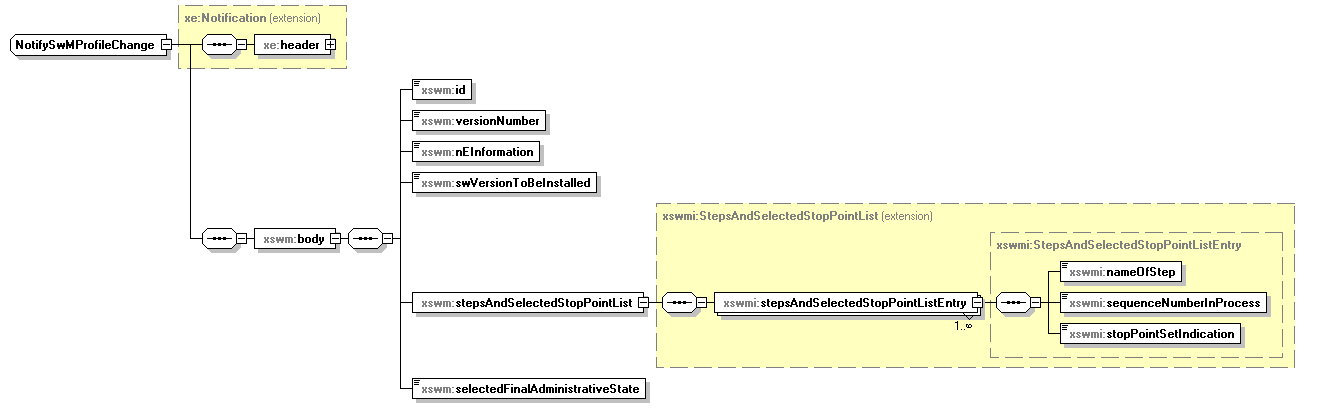 xe:Notification (extension)
NotifySwMProfileChange
xe:header
xswm:id
xswm:versionNumber
xswm:nEInformation
xswm:swVersionToBeInstalled
xswm:body
xswmi:StepsAndSelectedStopPointList (extension)
xswmi:StepsAndSelectedStopPointListEntry
xswmi:nameOfStep
xswm:stepsAndSelectedStopPointList
xswmi:stepsAndSelectedStopPointListEntry
1..∞
xswmi:sequenceNumberInProcess
xswmi:stopPointSetIndication
xswm:selectedFinalAdministrativeState